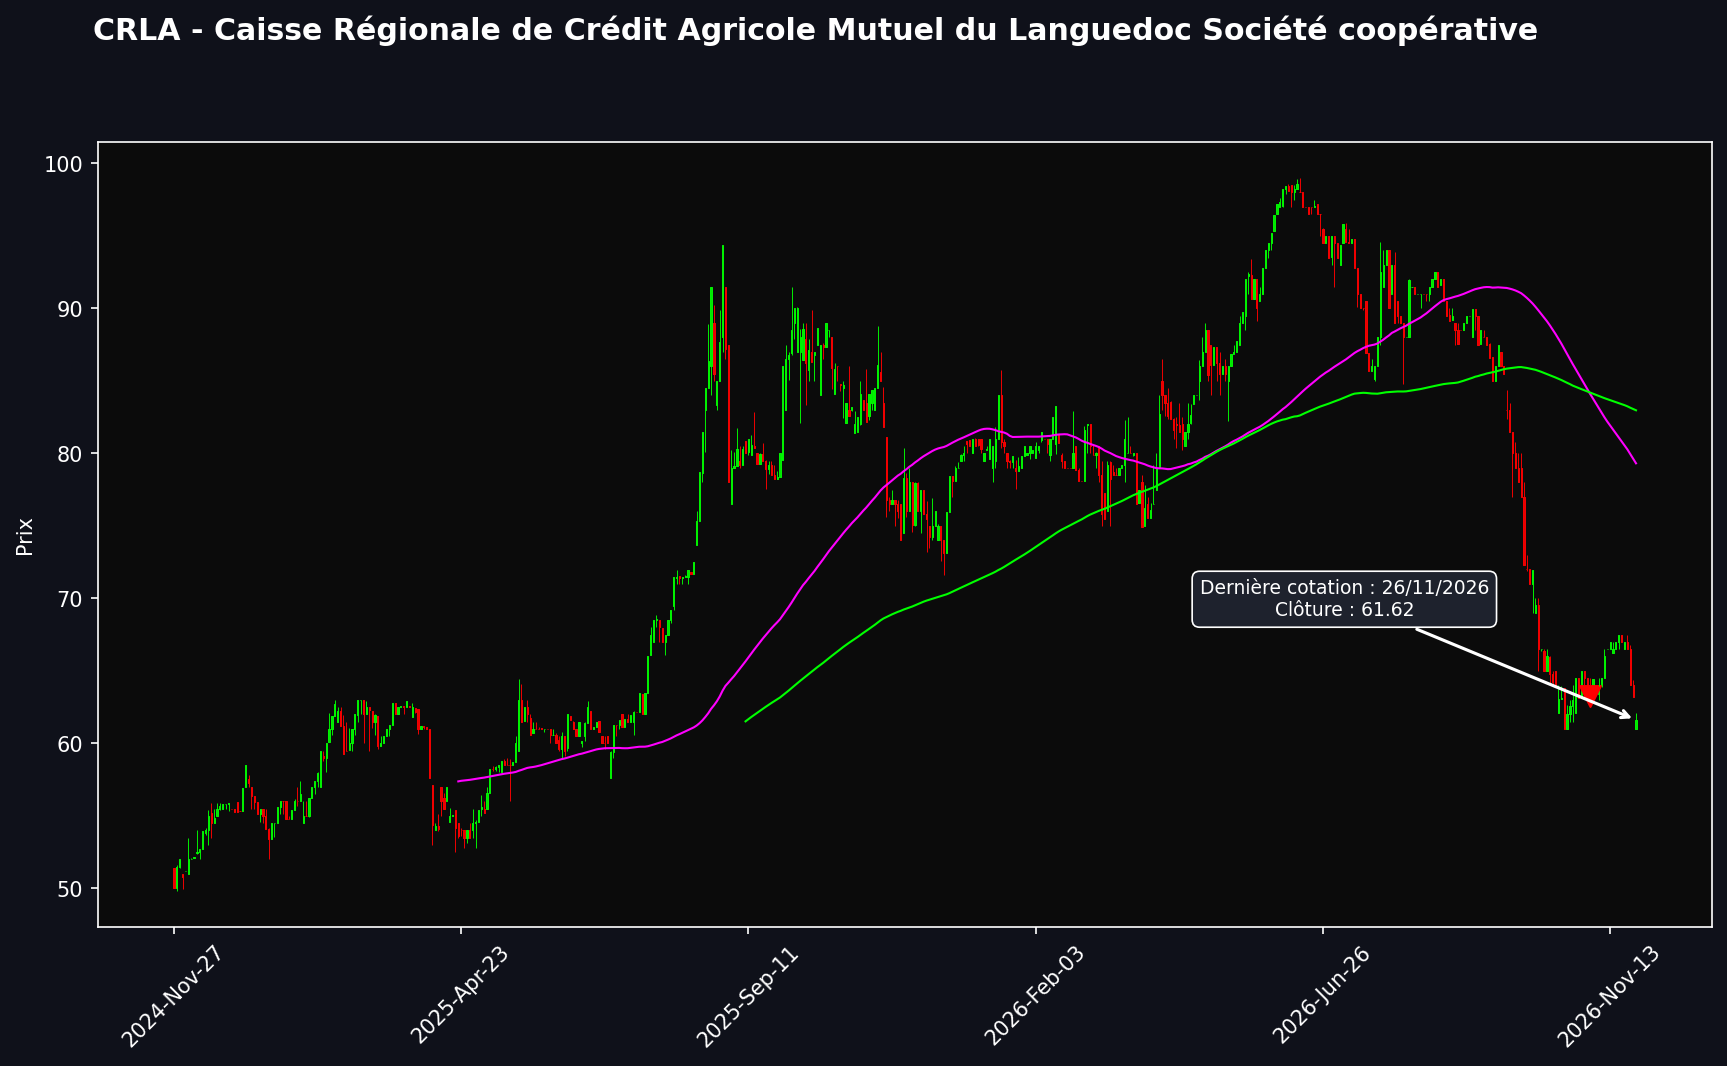 CRLA - Caisse Régionale de Crédit Agricole Mutuel du Languedoc Société coopérative
100
90
80
70
60
50
Prix
Dernière cotation : 26/11/2026
Clôture : 61.62
2024-Nov-27
2025-Apr-23
2025-Sep-11
2026-Feb-03
2026-Jun-26
2026-Nov-13